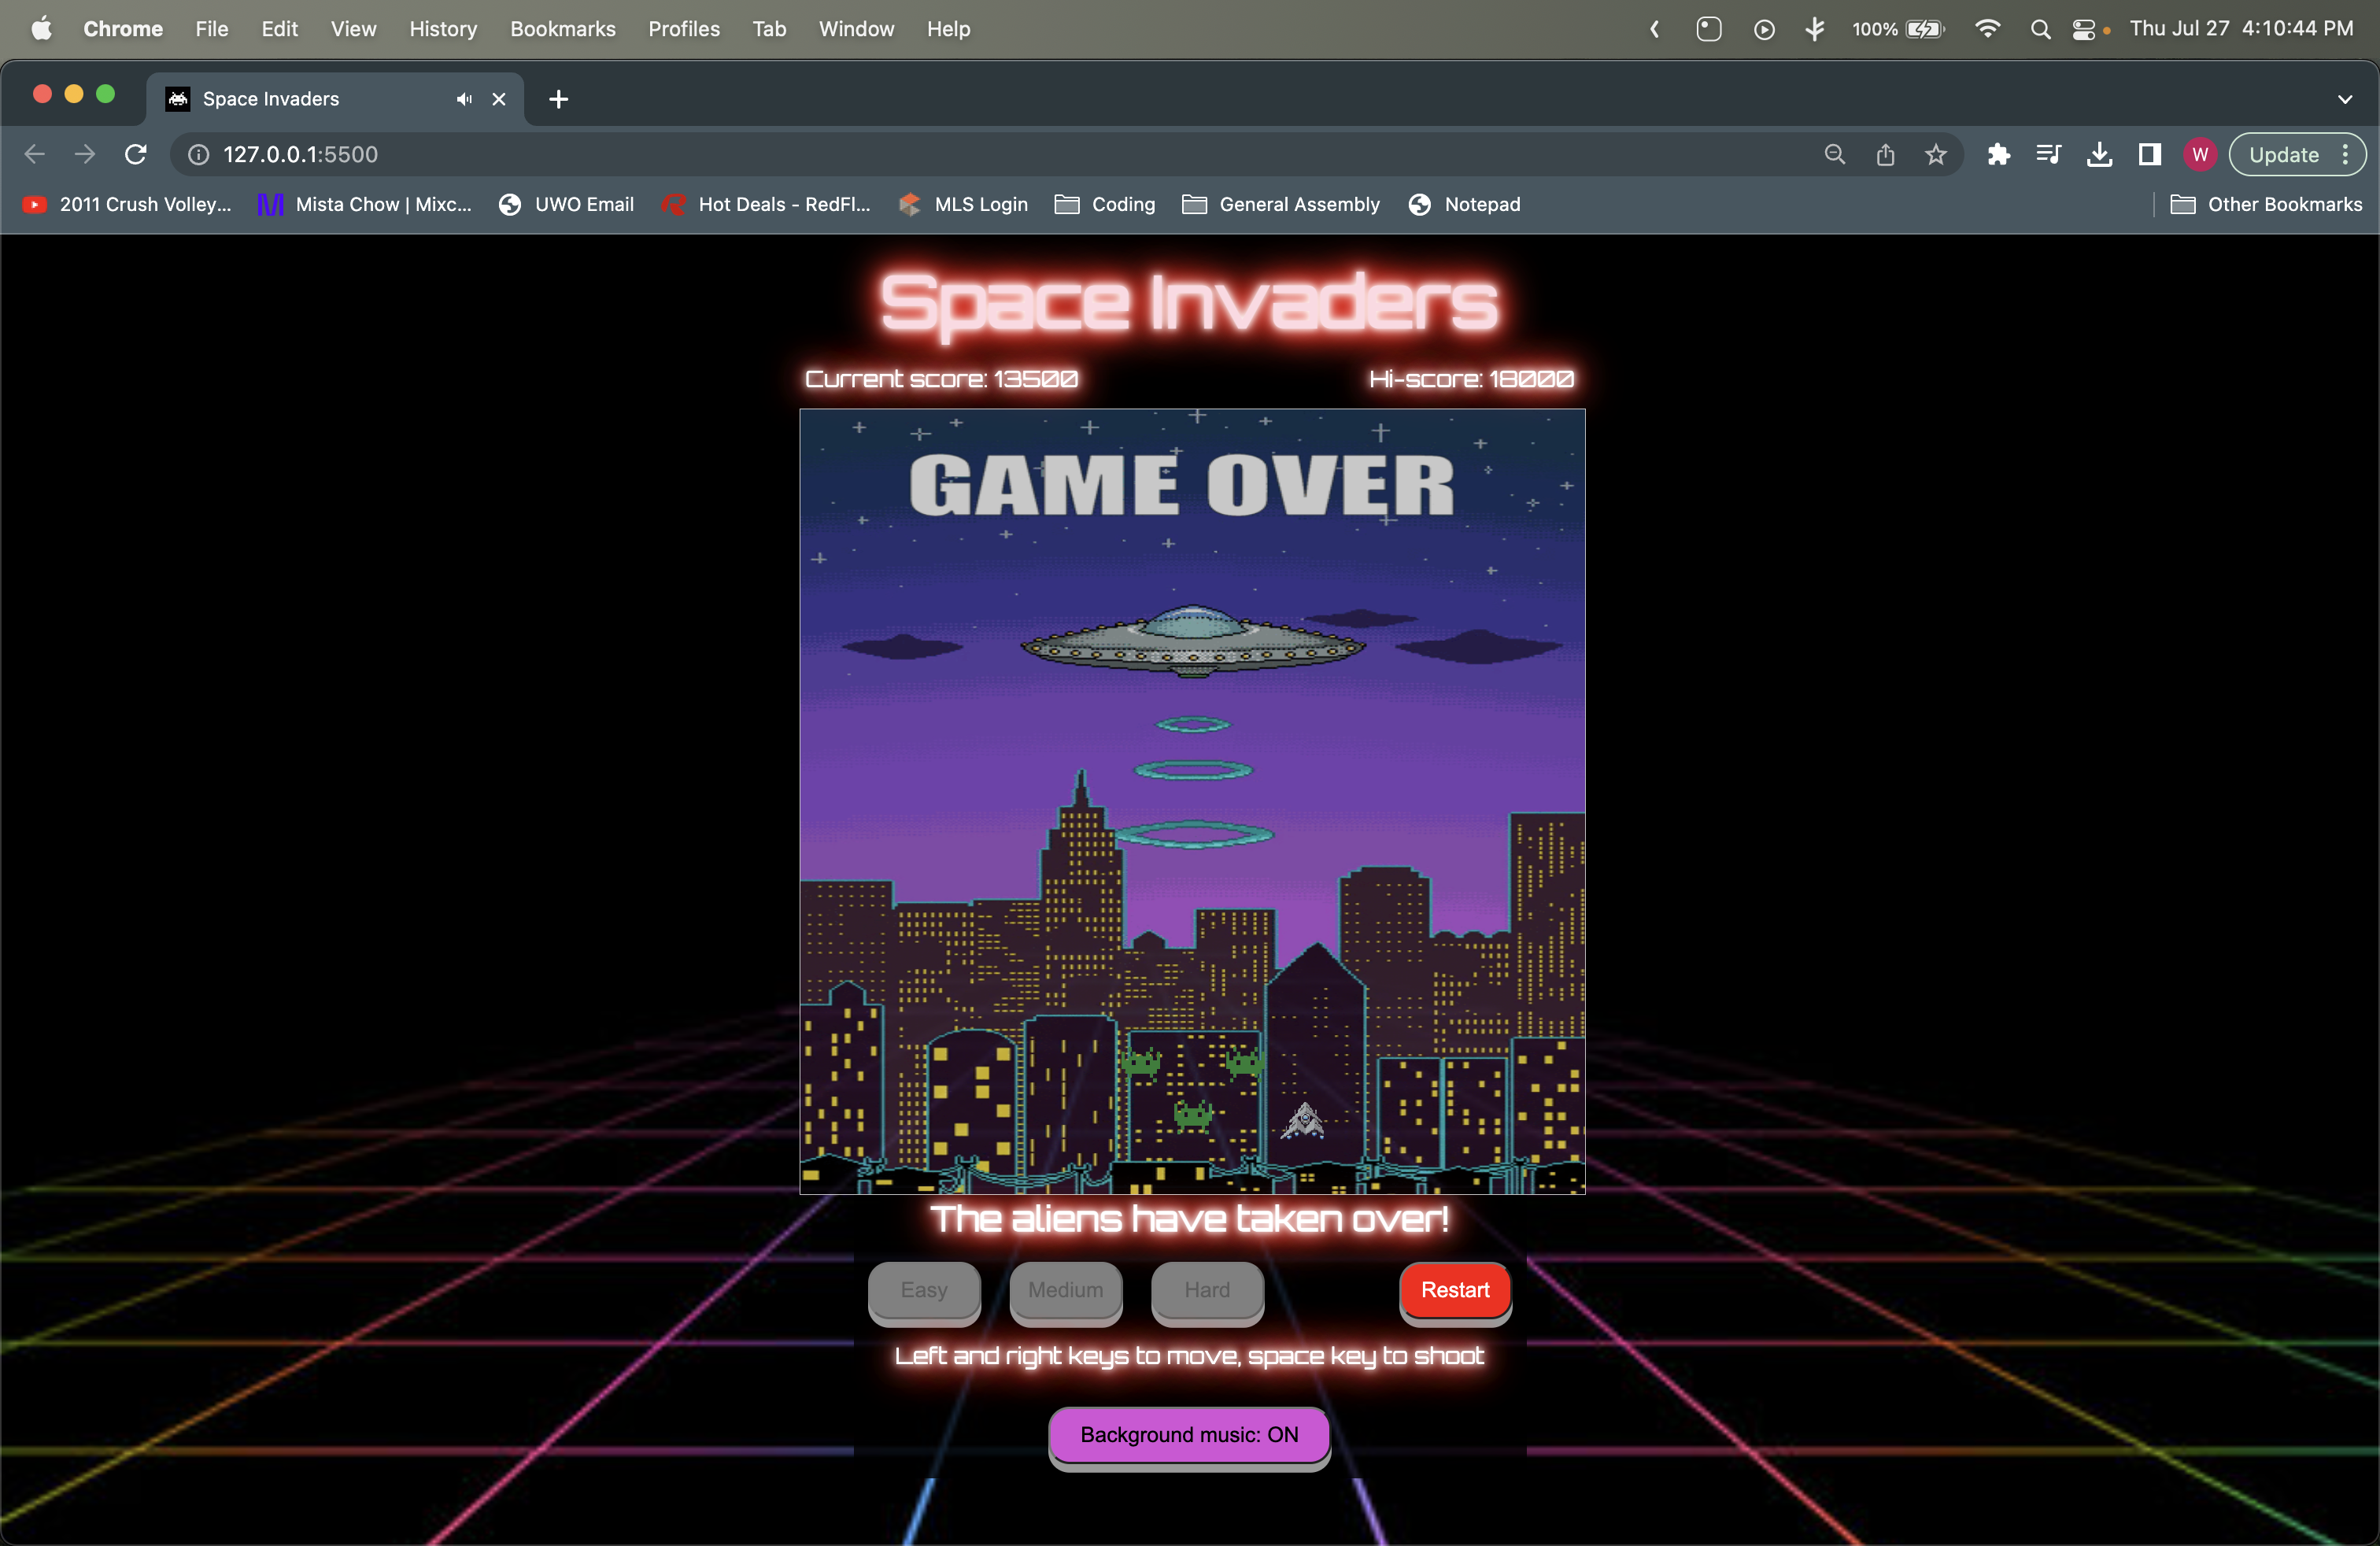 Chrome File Edit View History Bookmarks Profiles Tab Window Help 100% Thu Jul 27 4:10:44 PM
Space Invaders
127.0.0.1:5500 W Update
2011 Crush Volley... Mista Chow | Mixc... UWO Email Hot Deals - RedFl... MLS Login Coding General Assembly Notepad Other Bookmarks
Space Invaders
Current score: 13500 Hi-score: 18000
GAME OVER
The aliens have taken over!
Easy Medium Hard Restart
Left and right keys to move, space key to shoot
Background music: ON